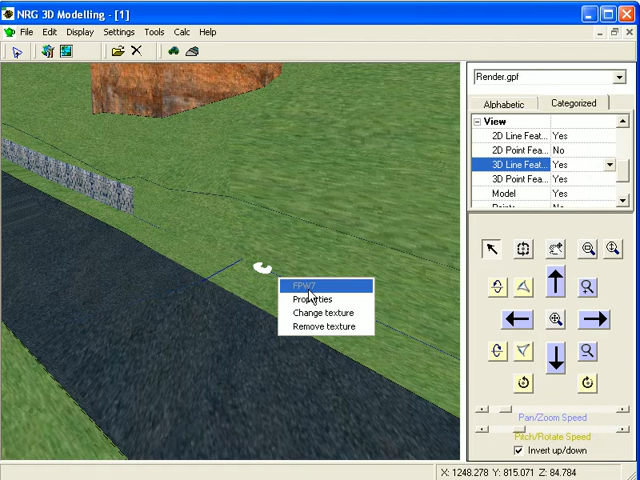 NRG 3D Modelling - [1]
File Edit Display Settings Tools Calc Help
Render.gpf
Alphabetic Categorized
View
2D Line Feat... Yes
2D Point Fea... No
3D Line Feat... Yes
3D Point Fea... Yes
Model Yes
FPW7
Properties
Change texture
Remove texture
Pan/Zoom Speed
Pitch/Rotate Speed
Invert up/down
X: 1248.278 Y: 815.071 Z: 84.784